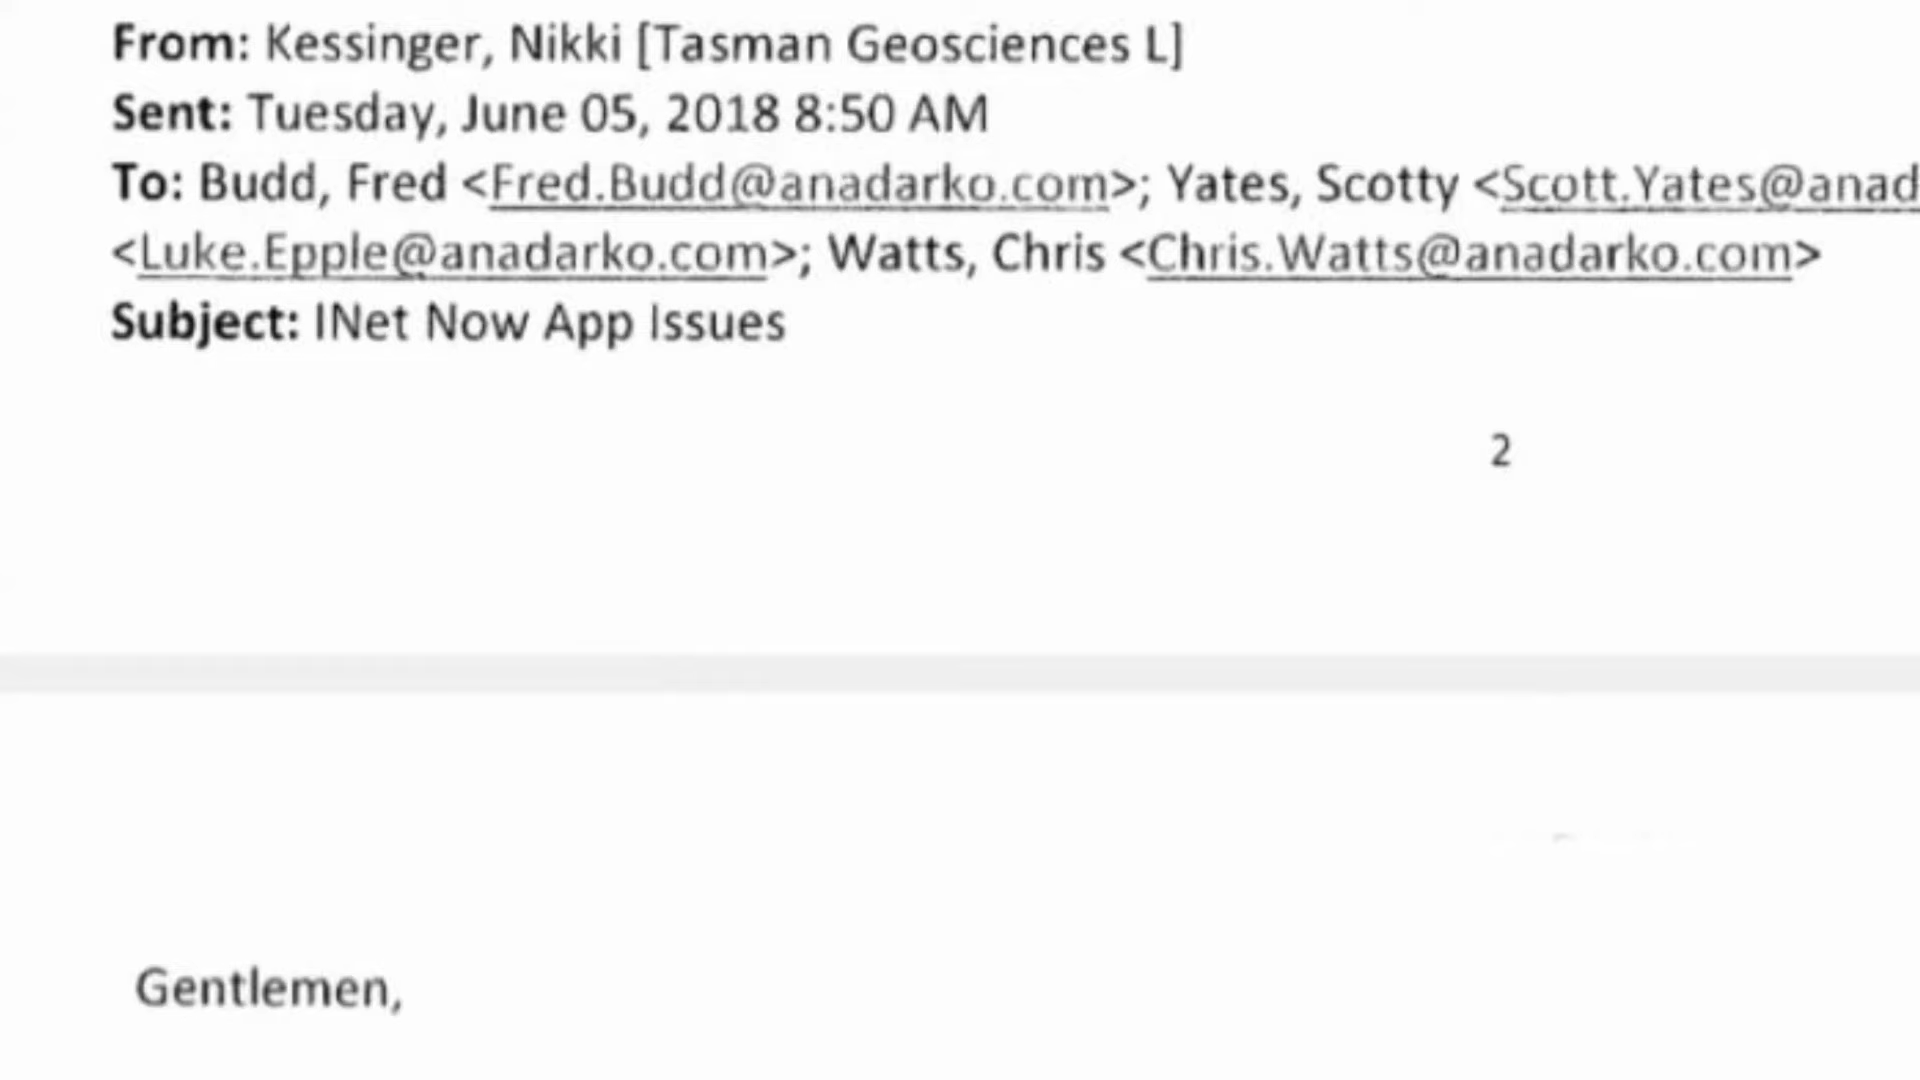 From: Kessinger, Nikki [Tasman Geosciences L]
Sent: Tuesday, June 05, 2018 8:50 AM
To: Budd, Fred <Fred.Budd@anadarko.com>; Yates, Scotty <Scott.Yates@anad
<Luke.Epple@anadarko.com>; Watts, Chris <Chris.Watts@anadarko.com>
Subject: INet Now App Issues
2
Gentlemen,